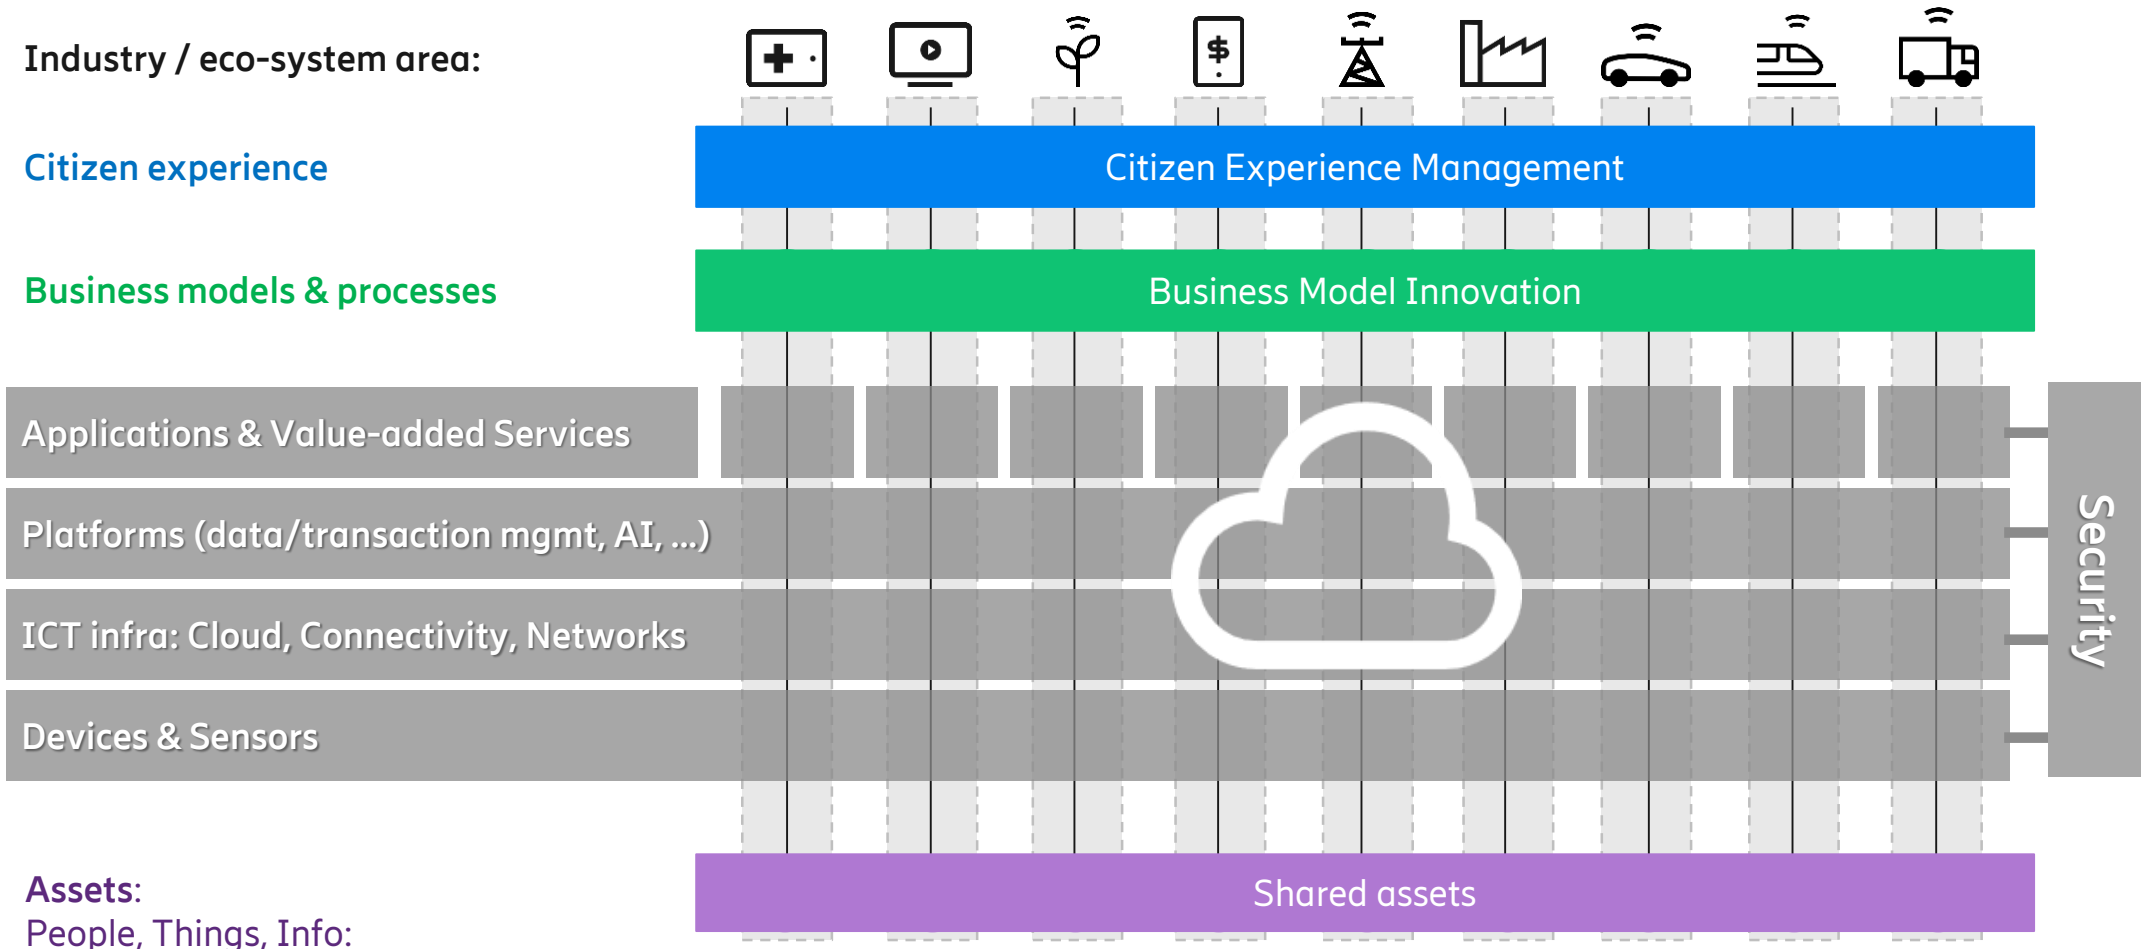 Industry / eco-system area:
$
Citizen experience
Citizen Experience Management
Business models & processes
Business Model Innovation
Applications & Value-added Services
Platforms (data/transaction mgmt, AI, ...)
ICT infra: Cloud, Connectivity, Networks
Devices & Sensors
Security
Assets:
People, Things, Info:
Shared assets